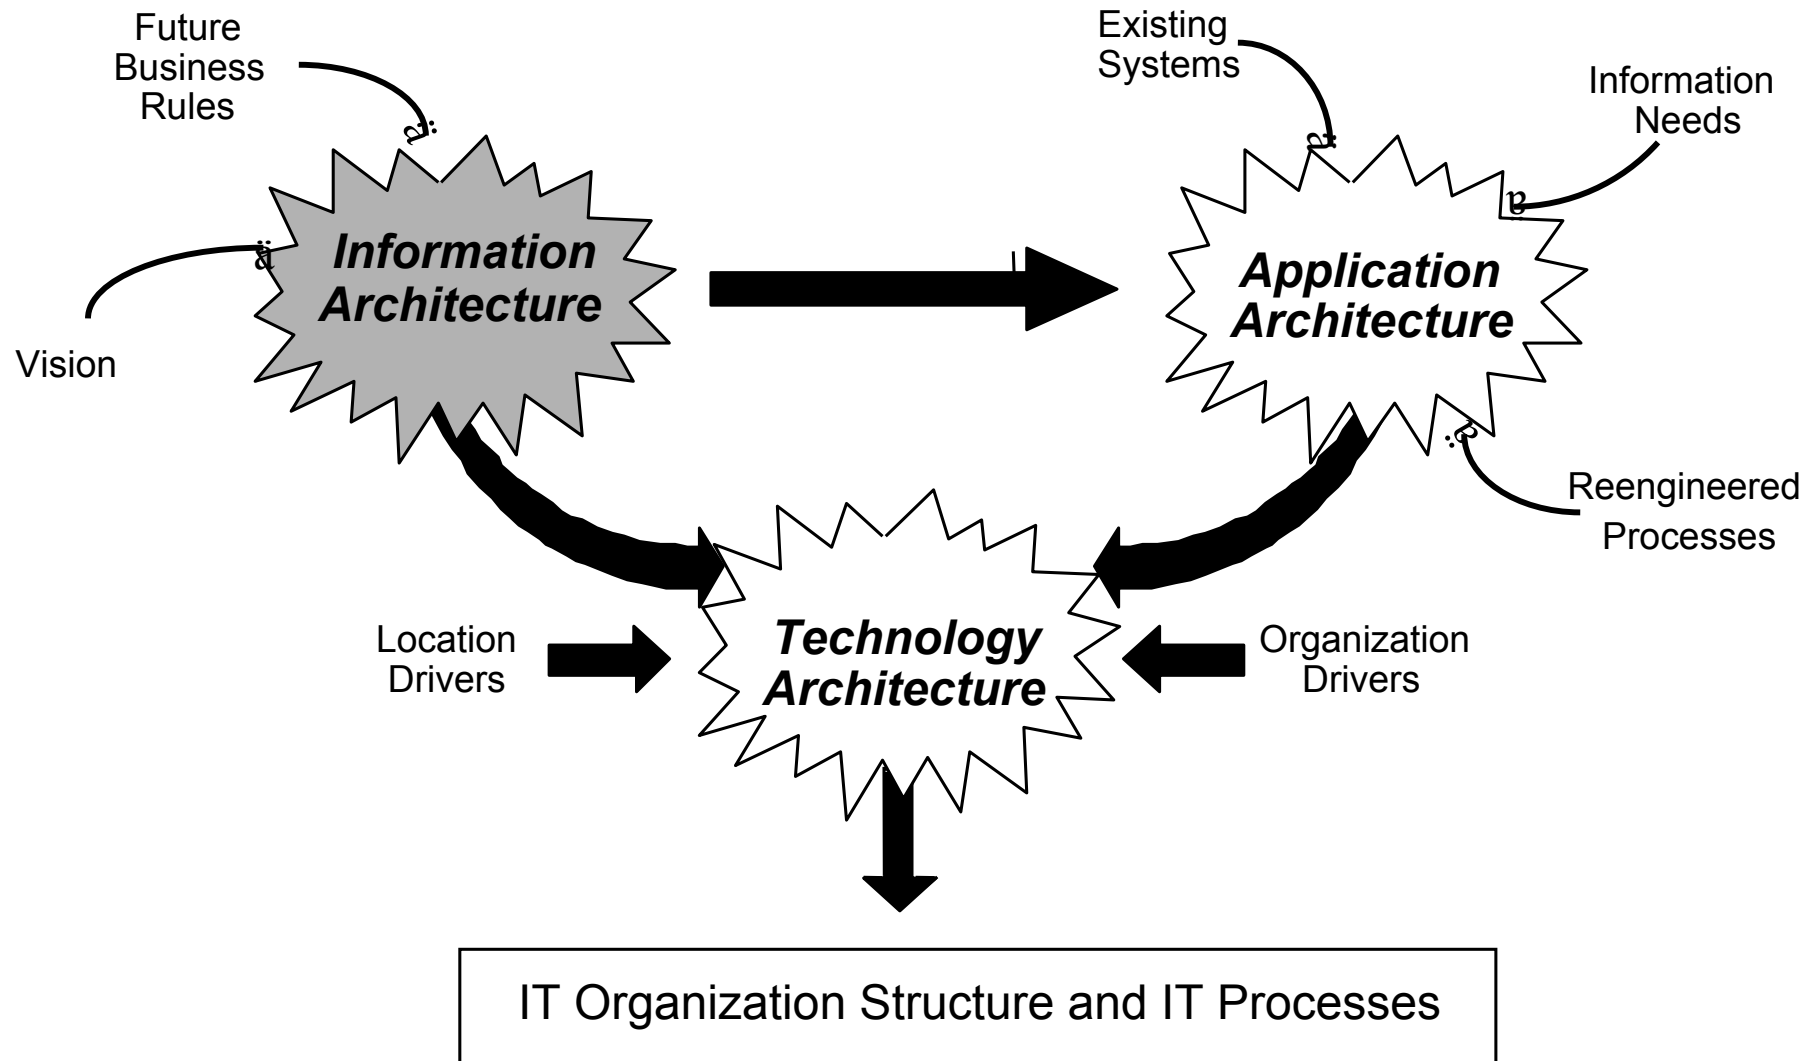 Future
Business
Rules
Existing
Systems
Information
Needs
ä
ä
ä
ä
Information
Architecture
Application
Architecture
Vision
ä
Reengineered
Processes
Location
Drivers
Technology
Architecture
Organization
Drivers
IT Organization Structure and IT Processes